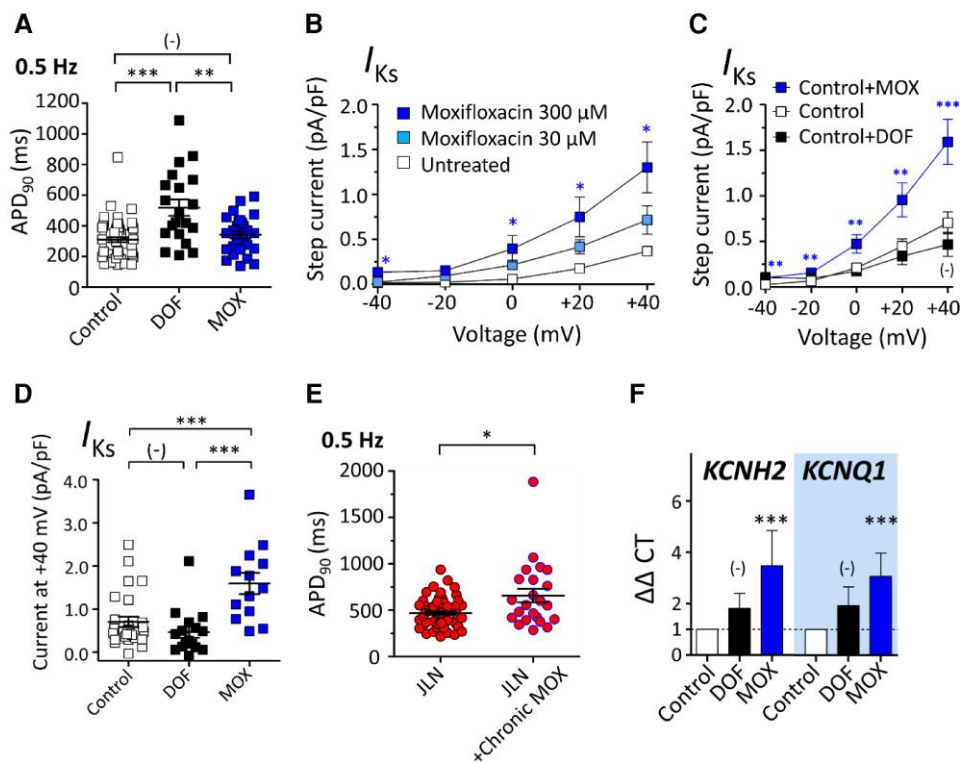 A
0.5 Hz
(-)
***
**
APD90 (ms)
1200
1000
800
600
400
200
0
Control
DOF
MOX
B
IKs
Step current (pA/pF)
2.0
1.5
1.0
0.5
0.0
Moxifloxacin 300 µM
Moxifloxacin 30 µM
Untreated
*
*
*
*
-40
-20
0
+20
+40
Voltage (mV)
C
IKs
Step current (pA/pF)
2.0
1.5
1.0
0.5
0.0
Control+MOX
Control
Control+DOF
***
**
**
**
**
(-)
-40
-20
0
+20
+40
Voltage (mV)
D
IKs
***
(-)
***
Current at +40 mV (pA/pF)
4.0
3.0
2.0
1.0
0.0
Control
DOF
MOX
E
0.5 Hz
*
APD90 (ms)
2000
1500
1000
500
0
JLN
JLN
+Chronic MOX
F
KCNH2
KCNQ1
ΔΔ CT
8
6
4
2
1
0
(-)
***
(-)
***
Control
DOF
MOX
Control
DOF
MOX